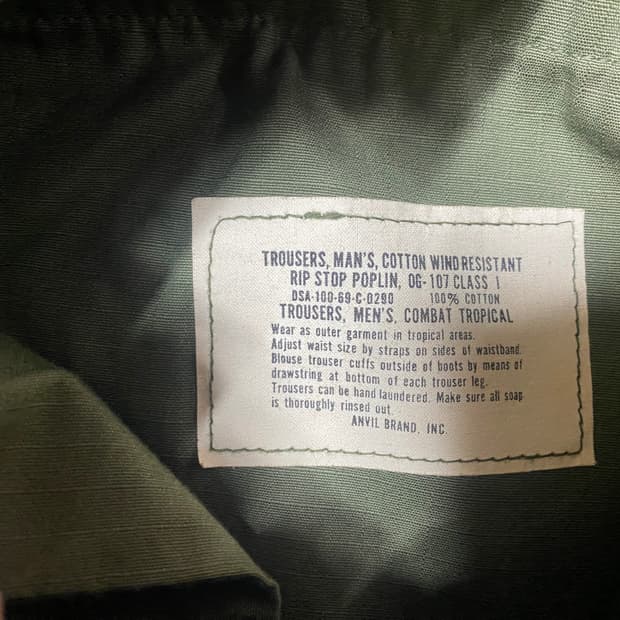 TROUSERS, MAN'S, COTTON WIND RESISTANT
RIP STOP POPLIN, OG-107 CLASS 1
DSA-100-69-C-0290 100% COTTON
TROUSERS, MEN'S, COMBAT TROPICAL
Wear as outer garment in tropical areas.
Adjust waist size by straps on sides of waistband.
Blouse trouser cuffs outside of boots by means of
drawstring at bottom of each trouser leg.
Trousers can be hand laundered. Make sure all soap
is thoroughly rinsed out.
ANVIL BRAND, INC.